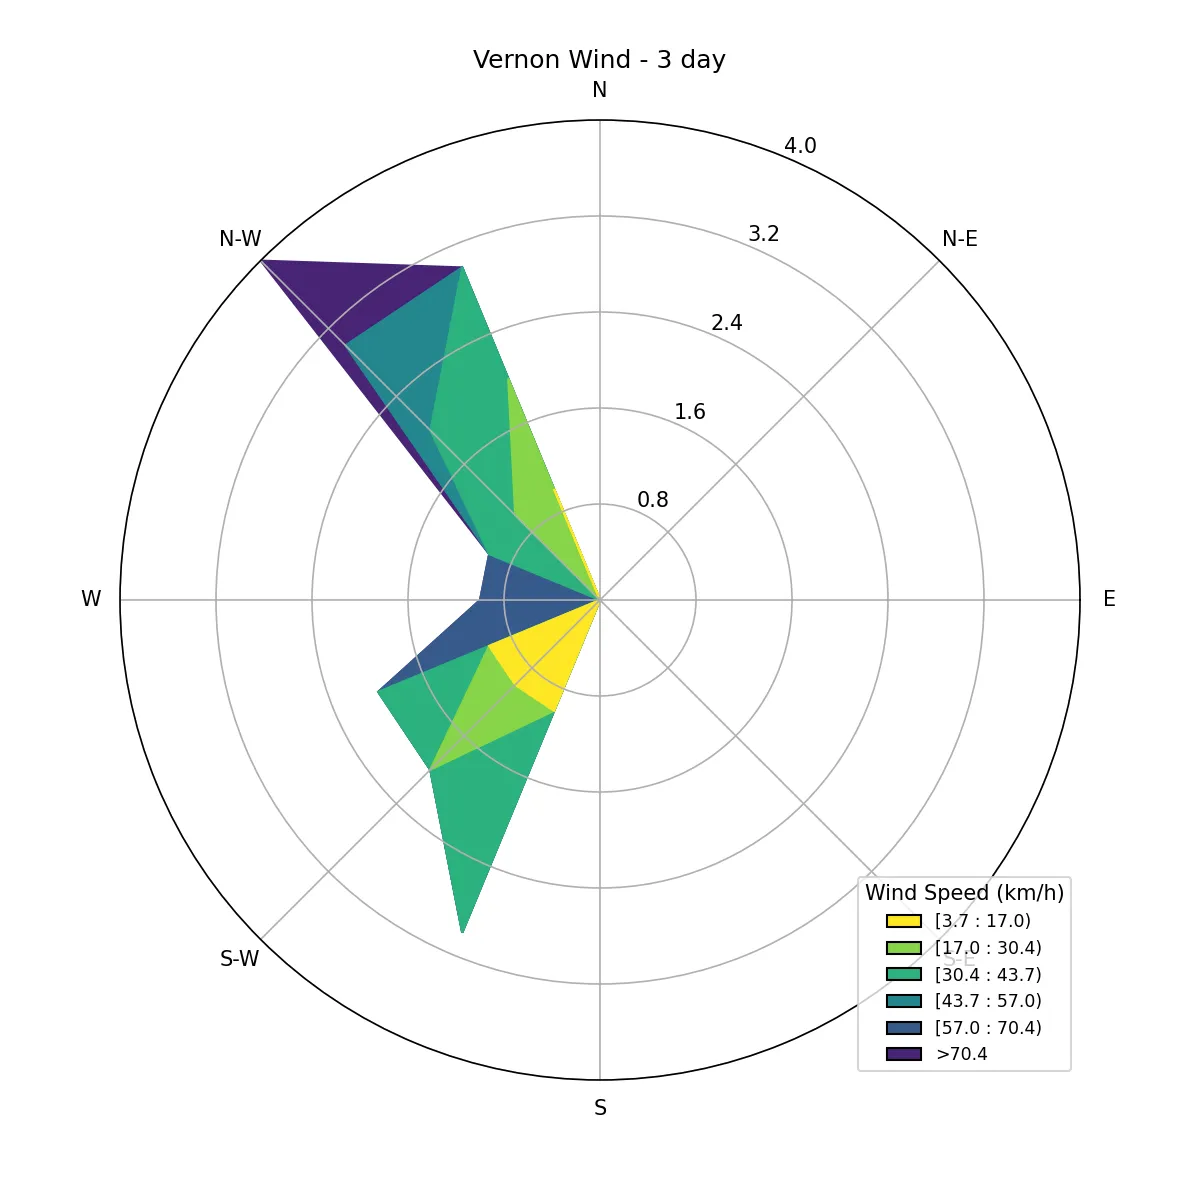 Vernon Wind - 3 day
N
4.0
N-W
3.2
N-E
2.4
1.6
0.8
W
E
S-W
S-E
S
Wind Speed (km/h)
[3.7 : 17.0)
[17.0 : 30.4)
[30.4 : 43.7)
[43.7 : 57.0)
[57.0 : 70.4)
>70.4